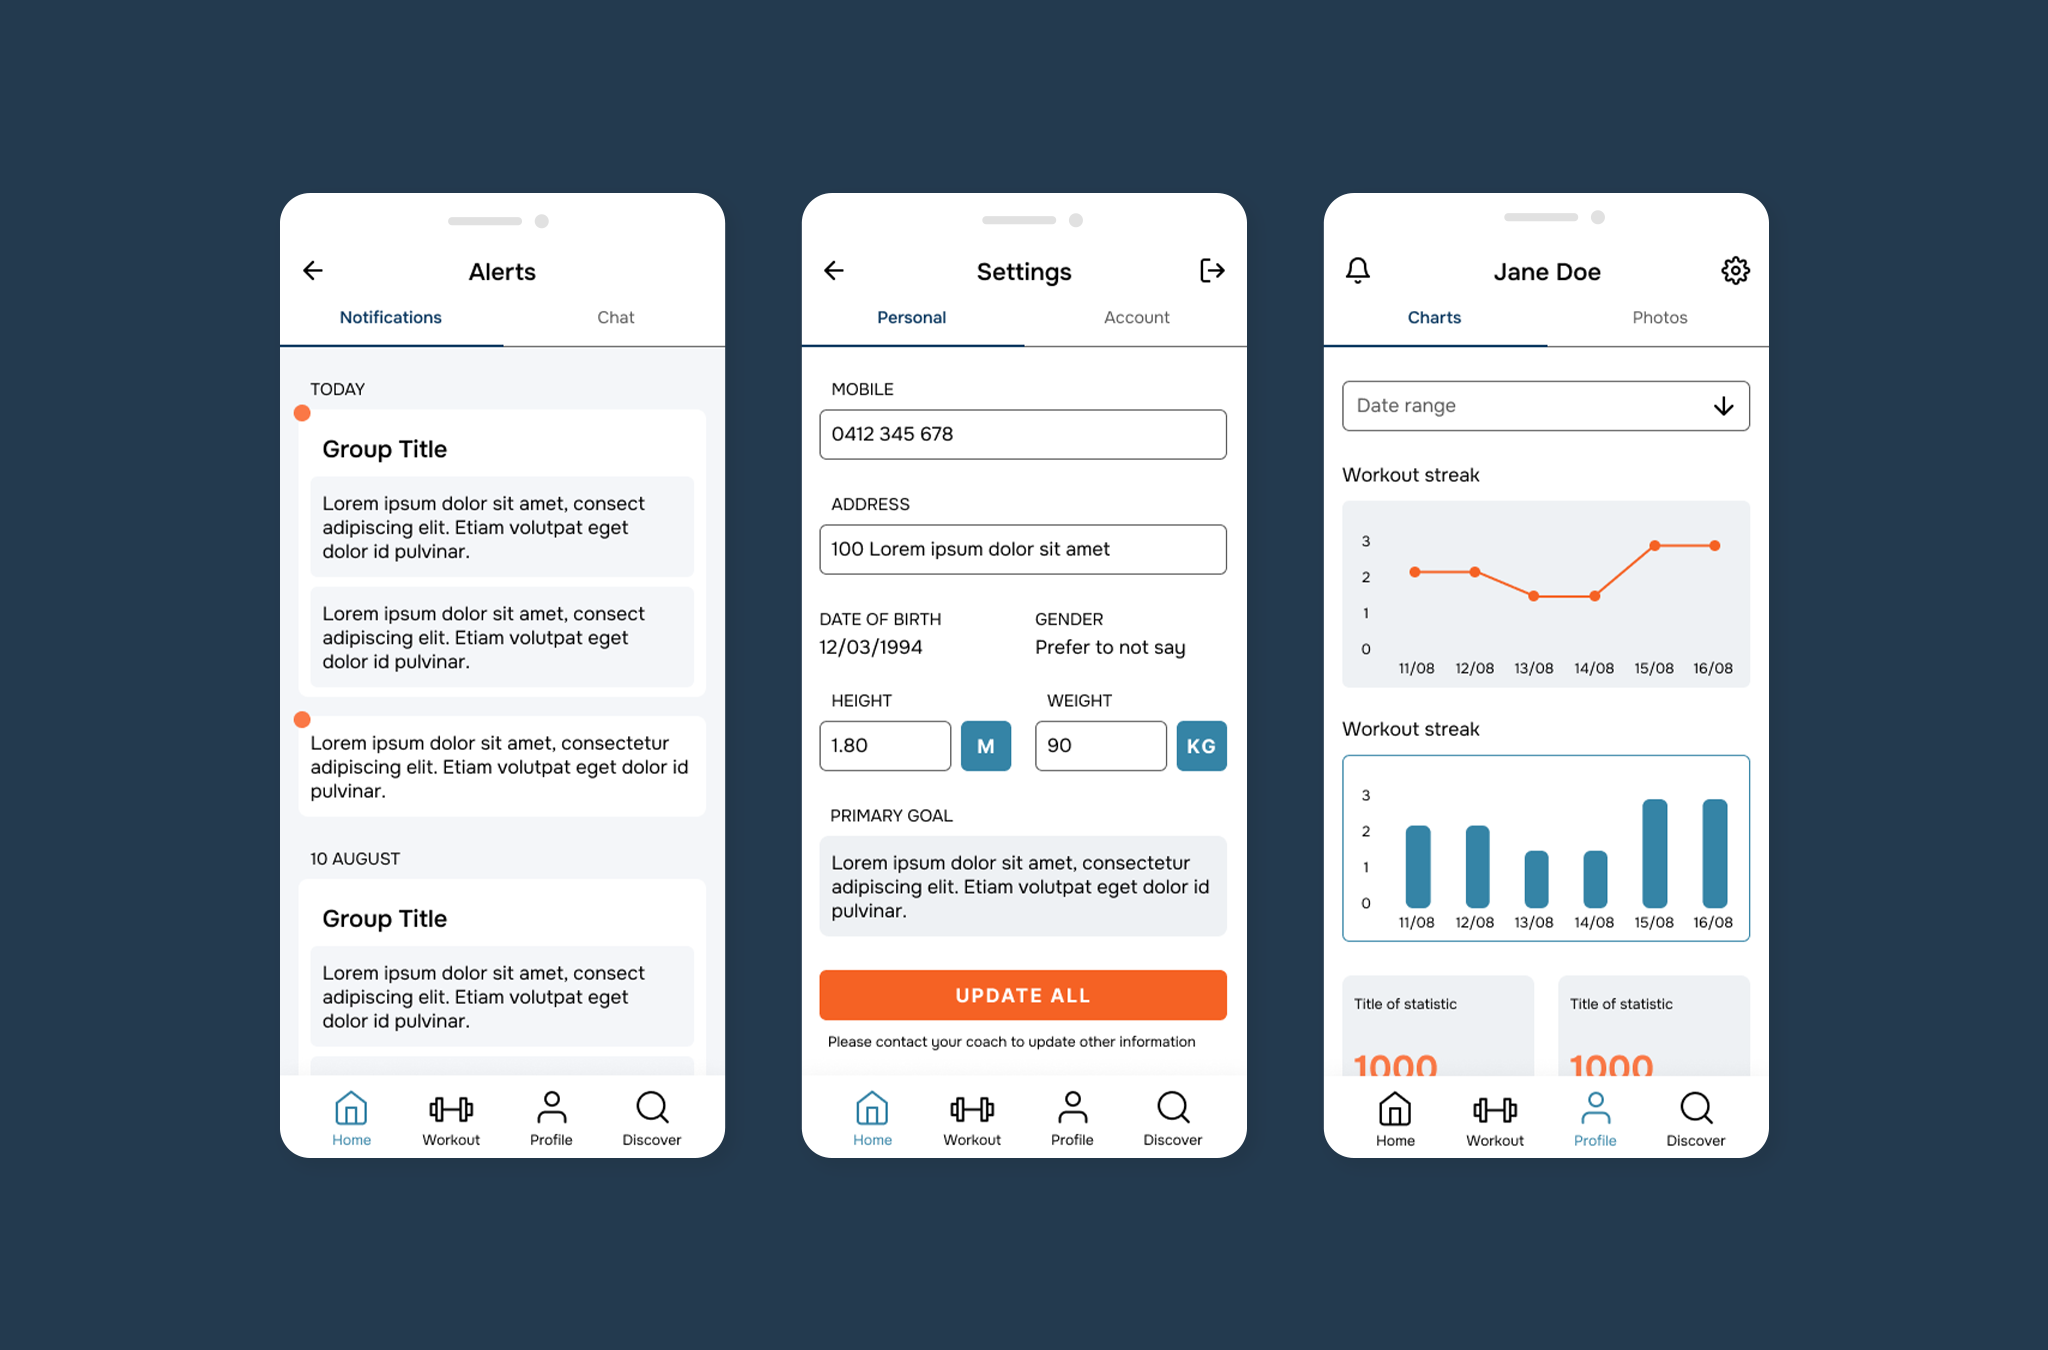 Alerts
Notifications
Chat
TODAY
Group Title
Lorem ipsum dolor sit amet, consect
adipiscing elit. Etiam volutpat eget
dolor id pulvinar.
Lorem ipsum dolor sit amet, consect
adipiscing elit. Etiam volutpat eget
dolor id pulvinar.
Lorem ipsum dolor sit amet, consectetur
adipiscing elit. Etiam volutpat eget dolor id
pulvinar.
10 AUGUST
Group Title
Lorem ipsum dolor sit amet, consect
adipiscing elit. Etiam volutpat eget
dolor id pulvinar.
Home Workout Profile Discover
Settings
Personal
Account
MOBILE
0412 345 678
ADDRESS
100 Lorem ipsum dolor sit amet
DATE OF BIRTH GENDER
12/03/1994 Prefer to not say
HEIGHT WEIGHT
1.80 M 90 KG
PRIMARY GOAL
Lorem ipsum dolor sit amet, consectetur
adipiscing elit. Etiam volutpat eget dolor id
pulvinar.
UPDATE ALL
Please contact your coach to update other information
Home Workout Profile Discover
Jane Doe
Charts
Photos
Date range
Workout streak
3
2
1
0
11/08 12/08 13/08 14/08 15/08 16/08
Workout streak
3
2
1
0
11/08 12/08 13/08 14/08 15/08 16/08
Title of statistic Title of statistic
1000 1000
Home Workout Profile Discover